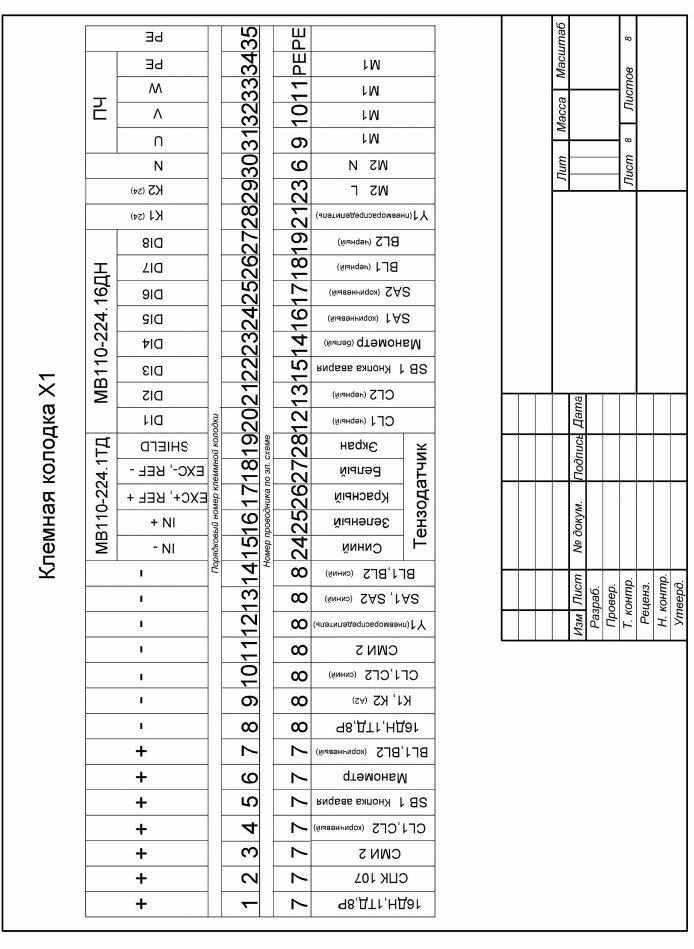 Клемная колодка X1
ПЧ
МВ110-224.16ДН
МВ110-224.1ТД
PE
PE
W
V
U
N
K2 (24)
K1 (24)
DI8
DI7
DI6
DI5
DI4
DI3
DI2
DI1
SHIELD
EXC-, REF -
EXC+, REF +
IN +
IN -
-
-
-
-
-
-
-
+
+
+
+
+
+
+
Порядковый номер клеммной колодки
1 2 3 4 5 6 7 8 9 10 11 12 13 14 15 16 17 18 19 20 21 22 23 24 25 26 27 28 29 30 31 32 33 34 35
Номер проводника по эл. схеме
7 7 7 7 7 7 7 8 8 8 8 8 8 8 24 25 26 27 28 12 13 15 14 16 17 18 19 21 23 6 9 10 11 PE PE
M1
M1
M1
M1
M2 N
M2 L
Y1(пневмораспределитель)
BL2 (черный)
BL1 (черный)
SA2 (коричневый)
SA1 (коричневый)
Манометр (белый)
SB 1 Кнопка авария
CL2 (черный)
CL1 (черный)
Экран
Белый
Красный
Зеленый
Синий
Тензодатчик
BL1,BL2 (синий)
SA1, SA2 (синий)
Y1(пневмораспределитель)
СМИ 2
CL1,CL2 (синий)
K1, K2 (A2)
16ДН,1ТД,8Р
BL1,BL2 (коричневый)
Манометр
SB 1 Кнопка авария
CL1,CL2 (коричневый)
СМИ 2
СПК 107
16ДН,1ТД,8Р
Изм Лист № докум. Подпись Дата
Разраб.
Провер.
Т. контр.
Реценз.
Н. контр.
Утверд.
Лит Масса Масштаб
Лист 8 Листов 8